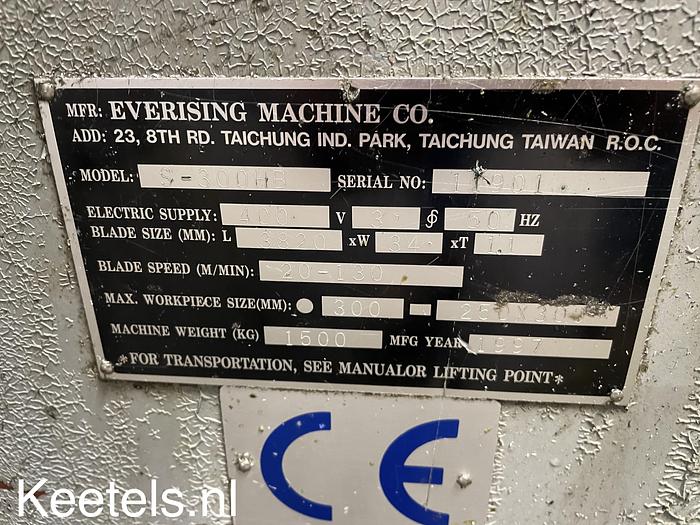 MFR: EVERISING MACHINE CO.
ADD: 23, 8TH RD. TAICHUNG IND. PARK, TAICHUNG TAIWAN R.O.C.
MODEL: S-300HB SERIAL NO:
ELECTRIC SUPPLY: 400 V 3 ∮ 50 HZ
BLADE SIZE (MM): L 3820 xW 34 xT 1.1
BLADE SPEED (M/MIN): 20-130
MAX. WORKPIECE SIZE(MM): ● 300 ▬
MACHINE WEIGHT (KG) 1500 MFG YEAR 1997
*FOR TRANSPORTATION, SEE MANUALOR LIFTING POINT*
CE
Keetels.nl